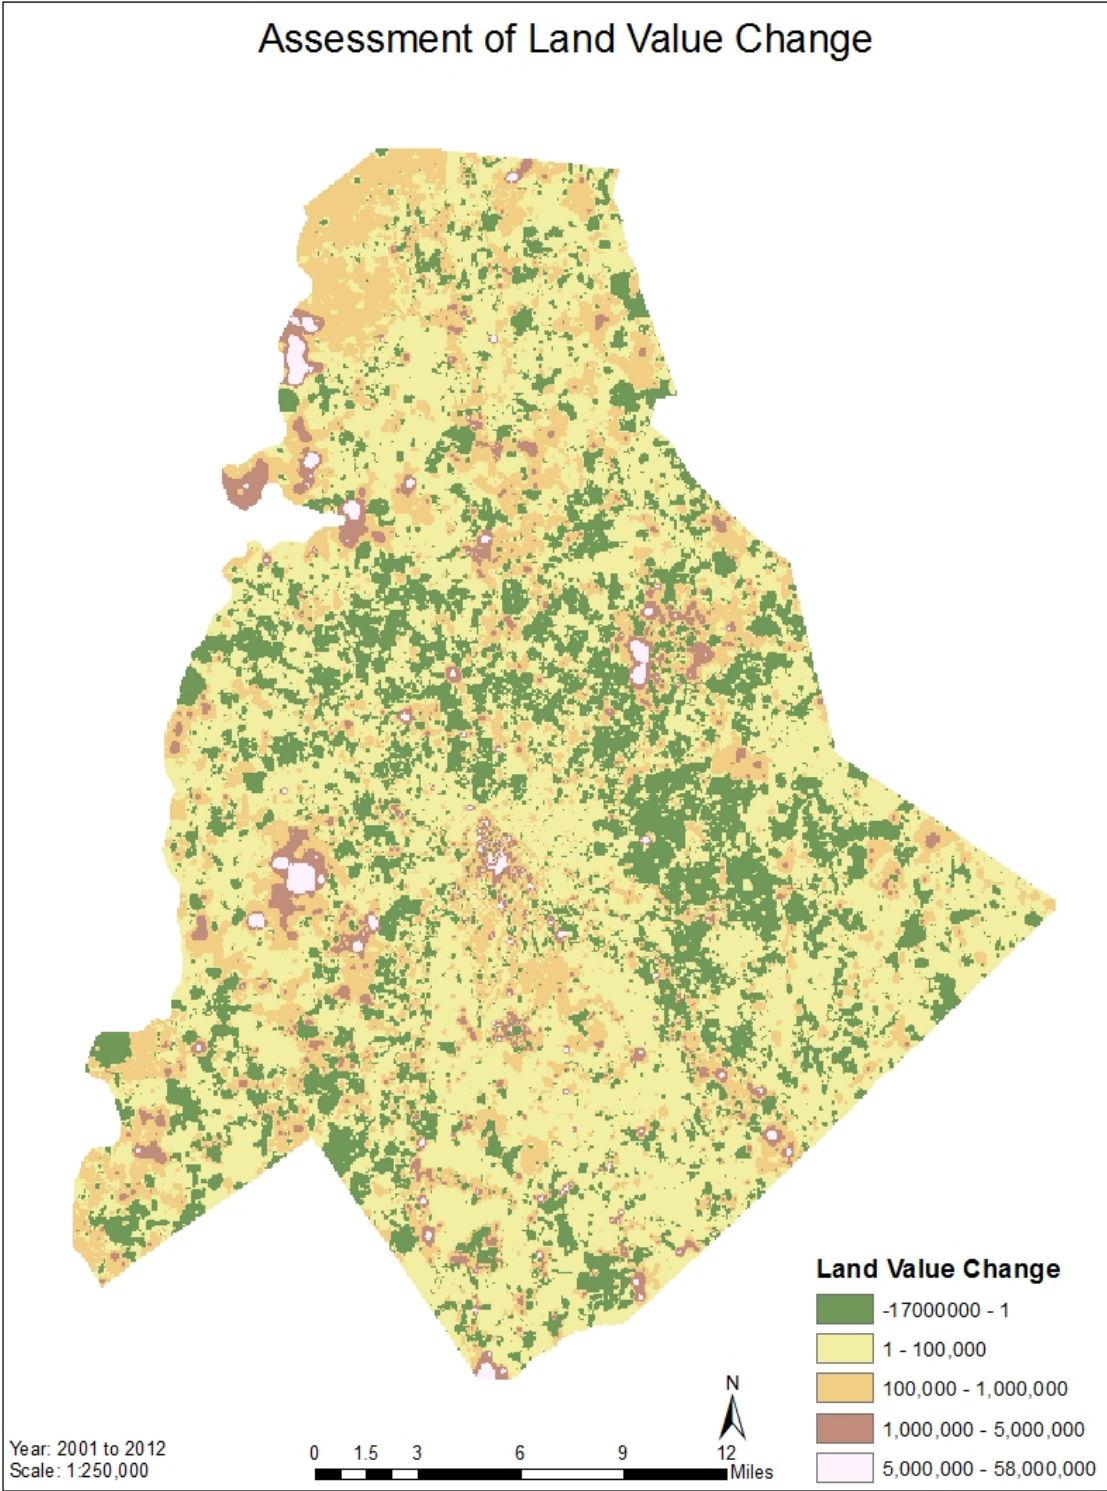 Assessment of Land Value Change
Land Value Change
-17000000 - 1
1 - 100,000
100,000 - 1,000,000
1,000,000 - 5,000,000
5,000,000 - 58,000,000
N
Year: 2001 to 2012
Scale: 1:250,000
0 1.5 3 6 9 12
Miles